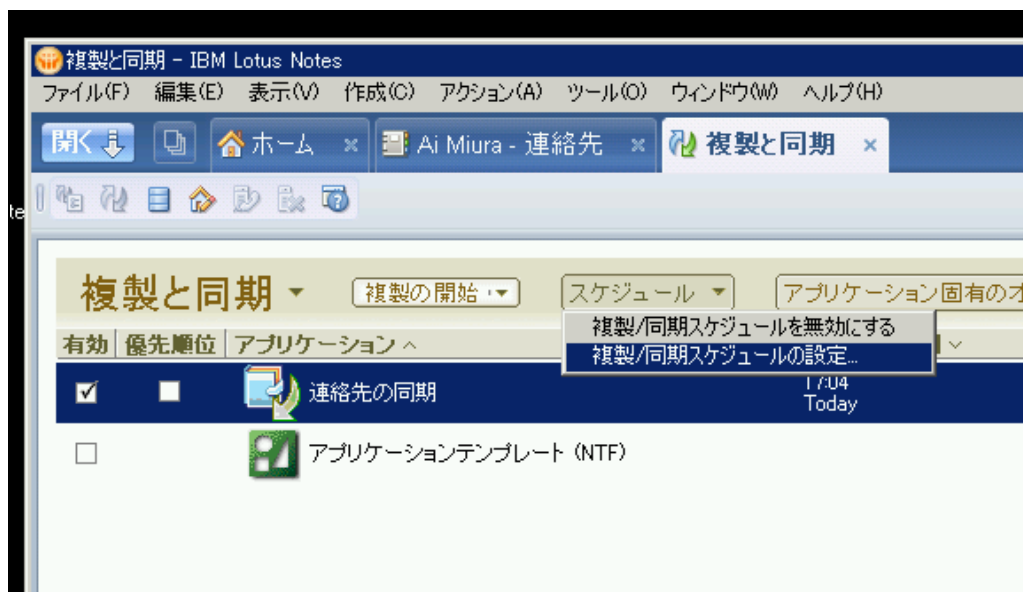 複製と同期 - IBM Lotus Notes
ファイル(F) 編集(E) 表示(V) 作成(C) アクション(A) ツール(O) ウィンドウ(W) ヘルプ(H)
開く ホーム × Ai Miura - 連絡先 × 複製と同期 ×
te
複製と同期 複製の開始 スケジュール アプリケーション固有のオ
複製/同期スケジュールを無効にする
有効 優先順位 アプリケーション
複製/同期スケジュールの設定...
連絡先の同期 17:04
Today
アプリケーションテンプレート (NTF)